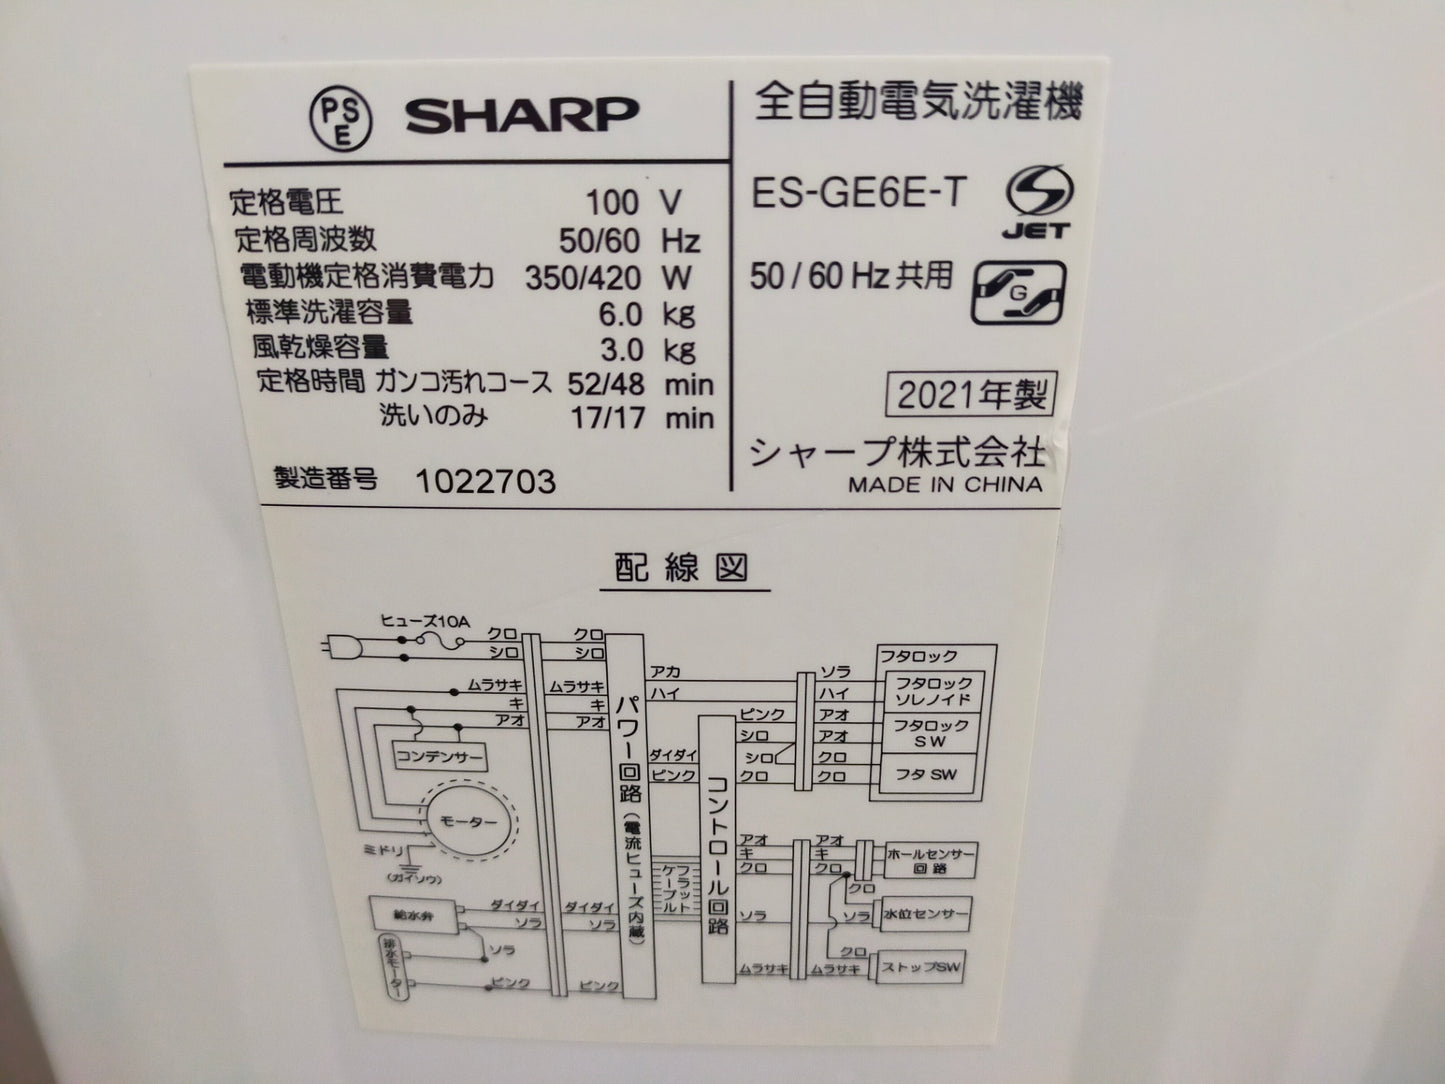 PSE SHARP
定格電圧 100 V
定格周波数 50/60 Hz
電動機定格消費電力 350/420 W
標準洗濯容量 6.0 kg
風乾燥容量 3.0 kg
定格時間 ガンコ汚れコース 52/48 min
洗いのみ 17/17 min
製造番号 1022703
全自動電気洗濯機
ES-GE6E-T
JET
50/60 Hz 共用
G
2021年製
シャープ株式会社
MADE IN CHINA
配線図
ヒューズ10A
クロ クロ
シロ シロ
ムラサキ ムラサキ
キ キ
アオ アオ
コンデンサー
モーター
ミドリ
(ガイソウ)
給水弁
ダイダイ ダイダイ
ソラ ソラ
ソラ
排水モーター
ピンク ピンク
パワー回路(電流ヒューズ内蔵)
アカ
ハイ
ダイダイ
ピンク
フラット
ケーブル
コントロール回路
ピンク
シロ
シロ
クロ
ソラ
ハイ
アオ
アオ
クロ
クロ
フタロック
フタロック
ソレノイド
フタロック
SW
フタ SW
アオ アオ
キ キ
クロ クロ
クロ
ホールセンサー
回路
ソラ ソラ
水位センサー
クロ
ムラサキ ムラサキ
ストップSW